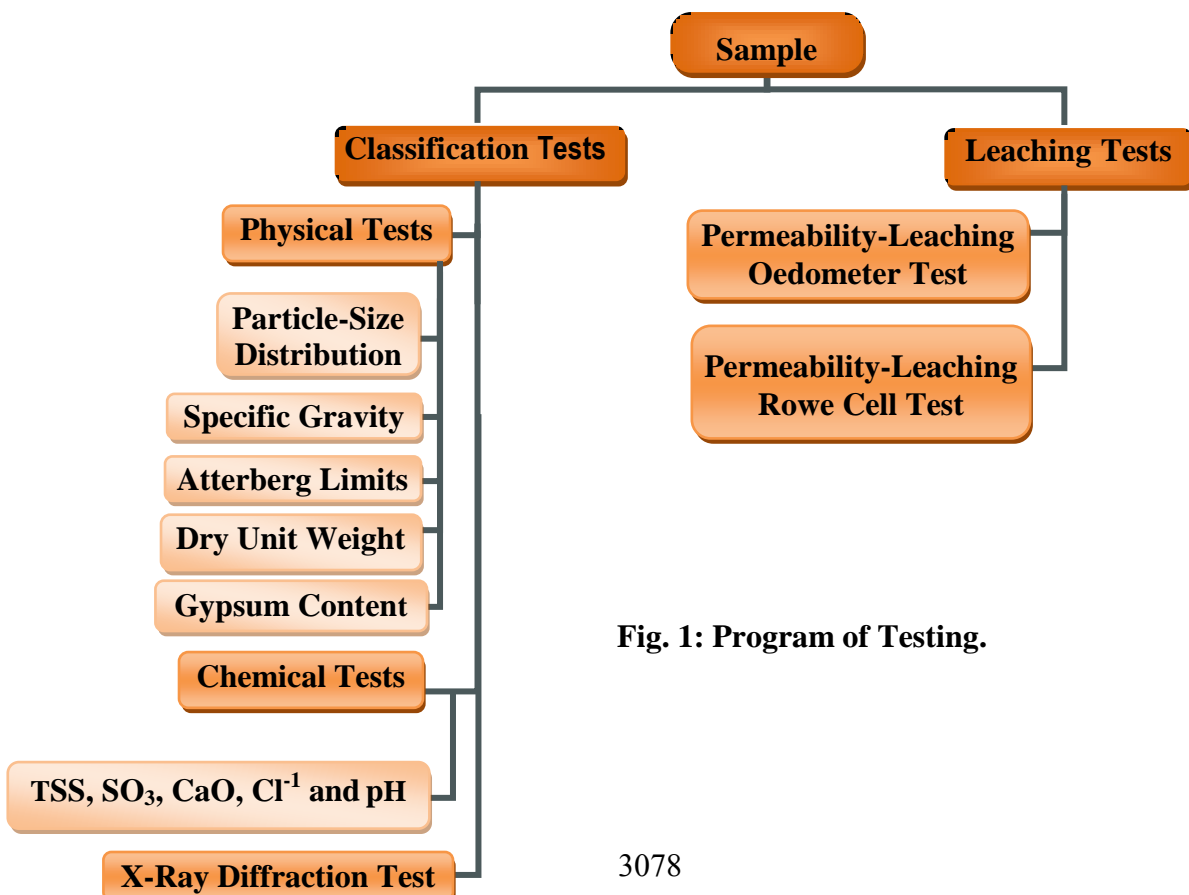 Sample
Classification Tests
Leaching Tests
Physical Tests
Permeability-Leaching
Oedometer Test
Particle-Size
Distribution
Permeability-Leaching
Rowe Cell Test
Specific Gravity
Atterberg Limits
Dry Unit Weight
Gypsum Content
Fig. 1: Program of Testing.
Chemical Tests
TSS, SO₃, CaO, Cl⁻¹ and pH
X-Ray Diffraction Test
3078